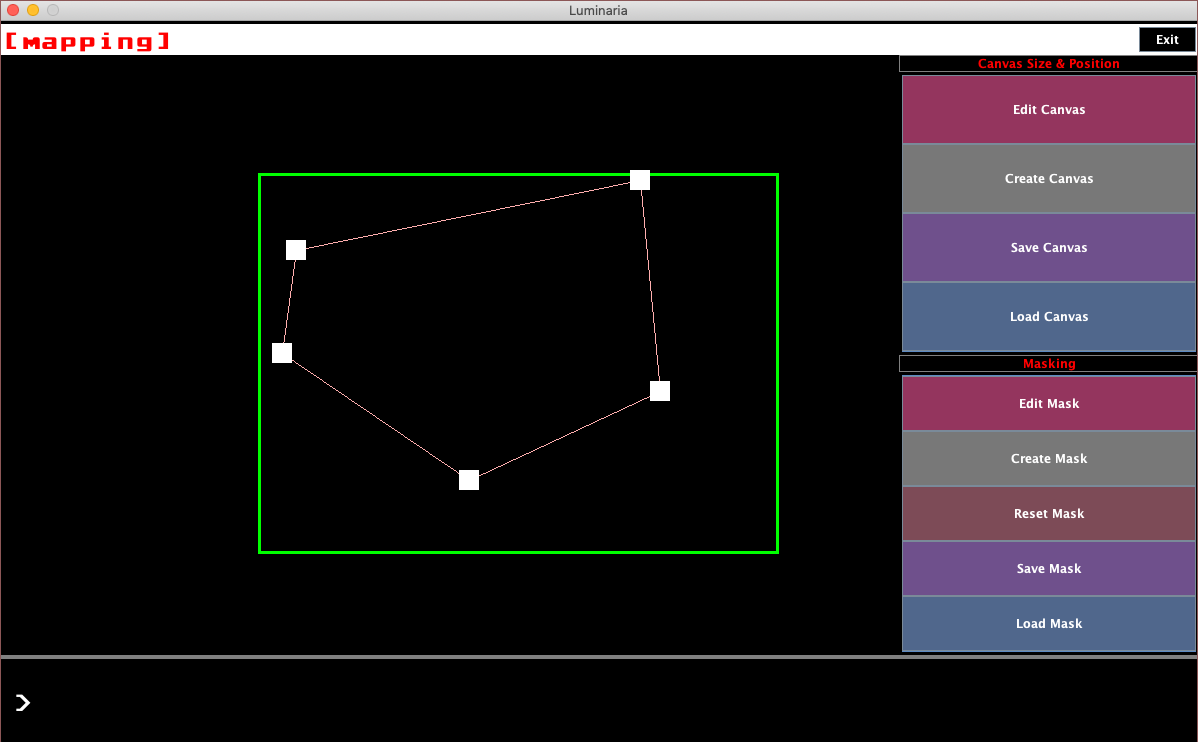 Luminaria
[mapping]
Exit
Canvas Size & Position
Edit Canvas
Create Canvas
Save Canvas
Load Canvas
Masking
Edit Mask
Create Mask
Reset Mask
Save Mask
Load Mask
>